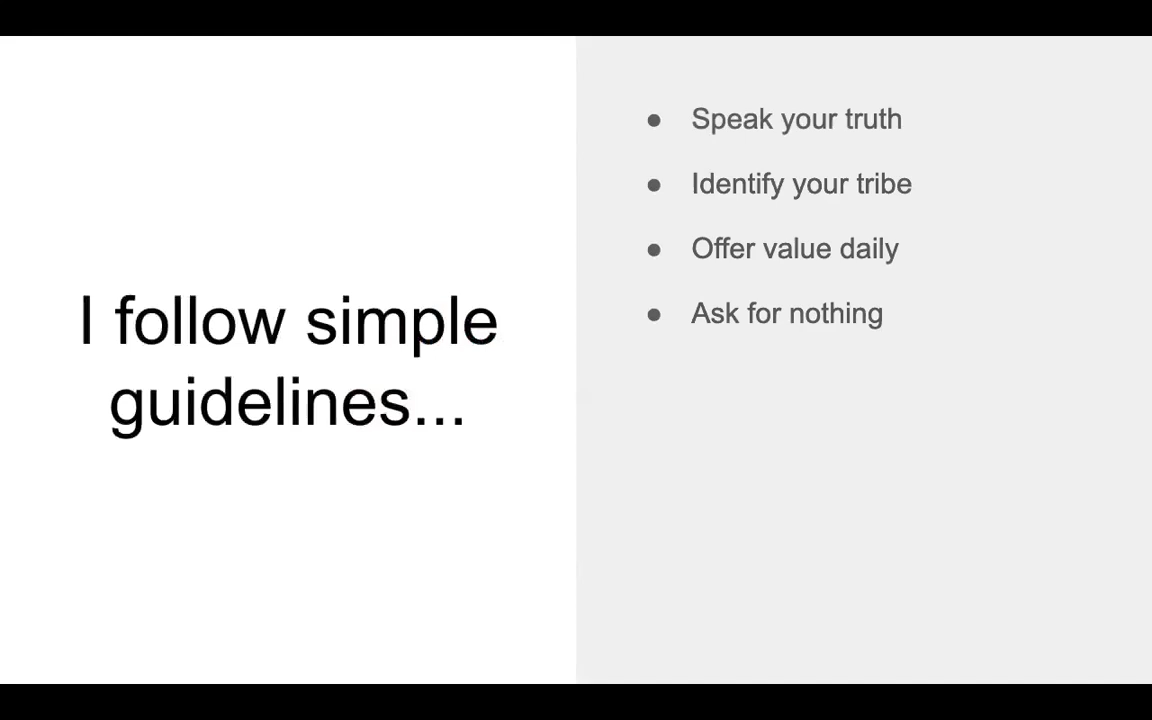 I follow simple
guidelines...
● Speak your truth
● Identify your tribe
● Offer value daily
● Ask for nothing